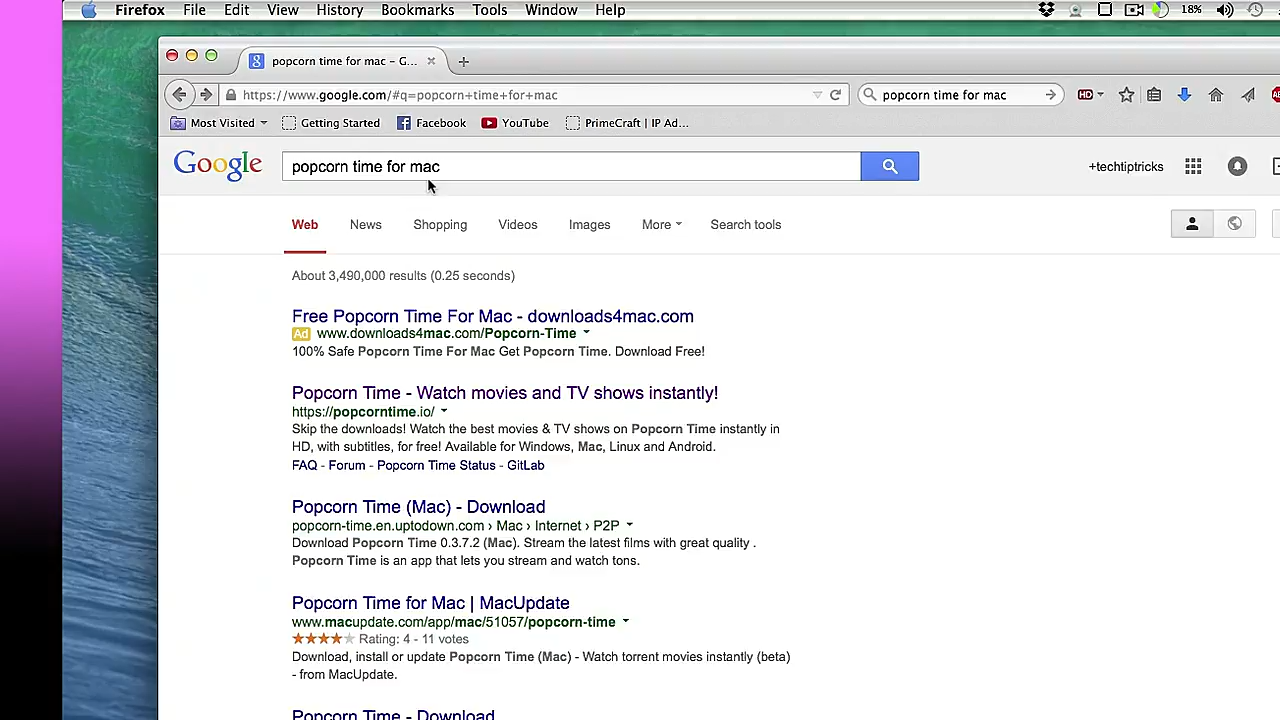 Firefox File Edit View History Bookmarks Tools Window Help 18%
popcorn time for mac - G...
https://www.google.com/#q=popcorn+time+for+mac popcorn time for mac HD
Most Visited Getting Started Facebook YouTube PrimeCraft | IP Ad...
Google popcorn time for mac +techtiptricks
Web News Shopping Videos Images More Search tools
About 3,490,000 results (0.25 seconds)
Free Popcorn Time For Mac - downloads4mac.com
Ad www.downloads4mac.com/Popcorn-Time
100% Safe Popcorn Time For Mac Get Popcorn Time. Download Free!
Popcorn Time - Watch movies and TV shows instantly!
https://popcorntime.io/
Skip the downloads! Watch the best movies & TV shows on Popcorn Time instantly in
HD, with subtitles, for free! Available for Windows, Mac, Linux and Android.
FAQ - Forum - Popcorn Time Status - GitLab
Popcorn Time (Mac) - Download
popcorn-time.en.uptodown.com › Mac › Internet › P2P
Download Popcorn Time 0.3.7.2 (Mac). Stream the latest films with great quality .
Popcorn Time is an app that lets you stream and watch tons.
Popcorn Time for Mac | MacUpdate
www.macupdate.com/app/mac/51057/popcorn-time
Rating: 4 - 11 votes
Download, install or update Popcorn Time (Mac) - Watch torrent movies instantly (beta)
- from MacUpdate.
Popcorn Time - Download